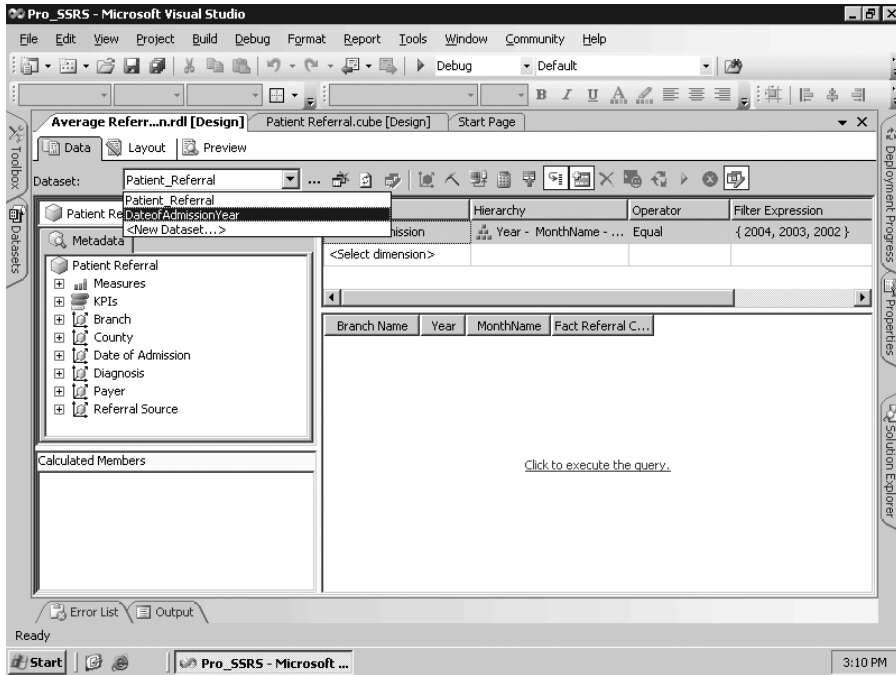 Pro_SSRS - Microsoft Visual Studio
File Edit View Project Build Debug Format Report Tools Window Community Help
Debug Default
B I U A
Average Referr...n.rdl [Design] Patient Referral.cube [Design] Start Page
Data Layout Preview
Dataset: Patient_Referral ...
Patient_Referral
DateofAdmissionYear
<New Dataset...>
Patient Re
Hierarchy Operator Filter Expression
Metadata
Year - MonthName - ... Equal { 2004, 2003, 2002 }
<Select dimension>
Patient Referral
Measures
KPIs
Branch
County
Date of Admission
Diagnosis
Payer
Referral Source
Branch Name Year MonthName Fact Referral C...
Click to execute the query.
Calculated Members
Toolbox
Datasets
Deployment Progress
Properties
Solution Explorer
Error List Output
Ready
Start Pro_SSRS - Microsoft ... 3:10 PM